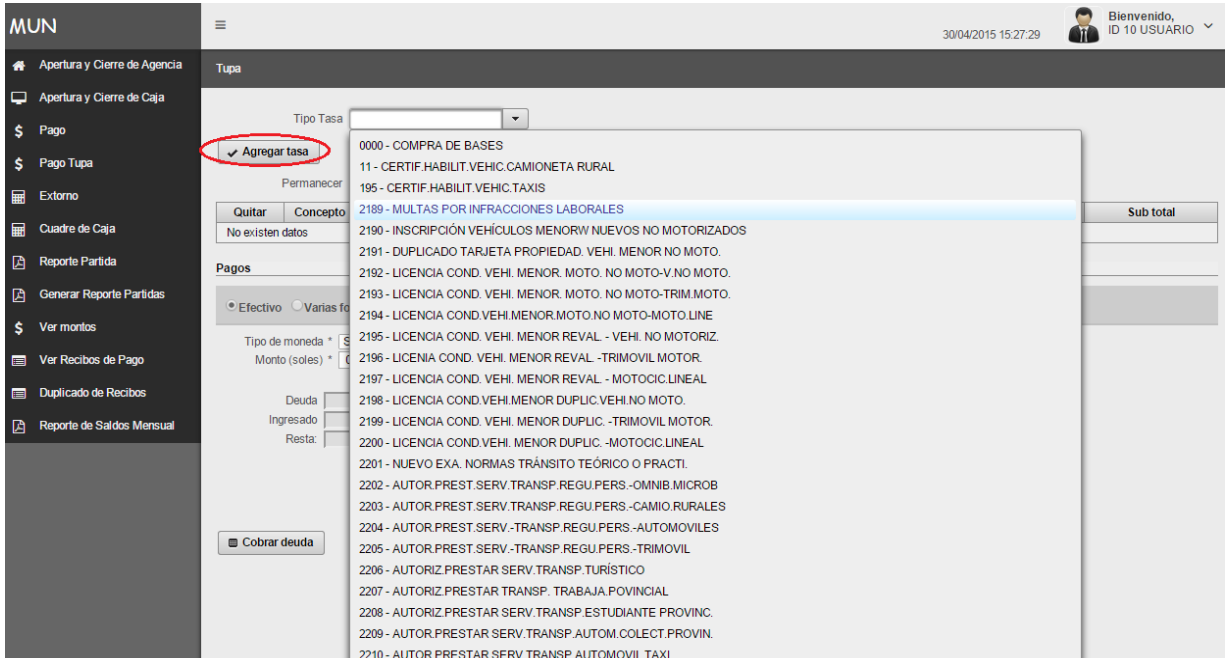 MUN
30/04/2015 15:27:29
Bienvenido,
ID 10 USUARIO
Apertura y Cierre de Agencia
Apertura y Cierre de Caja
Pago
Pago Tupa
Extorno
Cuadre de Caja
Reporte Partida
Generar Reporte Partidas
Ver montos
Ver Recibos de Pago
Duplicado de Recibos
Reporte de Saldos Mensual
Tupa
Tipo Tasa
Agregar tasa
Permanecer
Quitar Concepto Sub total
No existen datos
Pagos
Efectivo Varias fo
Tipo de moneda * S
Monto (soles) *
Deuda
Ingresado
Resta:
Cobrar deuda
0000 - COMPRA DE BASES
11 - CERTIF.HABILIT.VEHIC.CAMIONETA RURAL
195 - CERTIF.HABILIT.VEHIC.TAXIS
2189 - MULTAS POR INFRACCIONES LABORALES
2190 - INSCRIPCIÓN VEHÍCULOS MENORW NUEVOS NO MOTORIZADOS
2191 - DUPLICADO TARJETA PROPIEDAD. VEHI. MENOR NO MOTO.
2192 - LICENCIA COND. VEHI. MENOR. MOTO. NO MOTO-V.NO MOTO.
2193 - LICENCIA COND. VEHI. MENOR. MOTO. NO MOTO-TRIM.MOTO.
2194 - LICENCIA COND.VEHI.MENOR.MOTO.NO MOTO-MOTO.LINE
2195 - LICENCIA COND. VEHI. MENOR REVAL. - VEHI. NO MOTORIZ.
2196 - LICENIA COND. VEHI. MENOR REVAL. -TRIMOVIL MOTOR.
2197 - LICENCIA COND. VEHI. MENOR REVAL. - MOTOCIC.LINEAL
2198 - LICENCIA COND.VEHI.MENOR DUPLIC.VEHI.NO MOTO.
2199 - LICENCIA COND. VEHI. MENOR DUPLIC. -TRIMOVIL MOTOR.
2200 - LICENCIA COND.VEHI. MENOR DUPLIC. -MOTOCIC.LINEAL
2201 - NUEVO EXA. NORMAS TRÁNSITO TEÓRICO O PRACTI.
2202 - AUTOR.PREST.SERV.TRANSP.REGU.PERS.-OMNIB.MICROB
2203 - AUTOR.PREST.SERV.TRANSP.REGU.PERS.-CAMIO.RURALES
2204 - AUTOR.PREST.SERV.-TRANSP.REGU.PERS.-AUTOMOVILES
2205 - AUTOR.PREST.SERV.-TRANSP.REGU.PERS.-TRIMOVIL
2206 - AUTORIZ.PRESTAR SERV.TRANSP.TURÍSTICO
2207 - AUTORIZ.PRESTAR TRANSP. TRABAJA.POVINCIAL
2208 - AUTORIZ.PRESTAR SERV.TRANSP.ESTUDIANTE PROVINC.
2209 - AUTOR.PRESTAR SERV.TRANSP.AUTOM.COLECT.PROVIN.
2210 - AUTOR.PRESTAR SERV.TRANSP.AUTOMOVIL TAXI